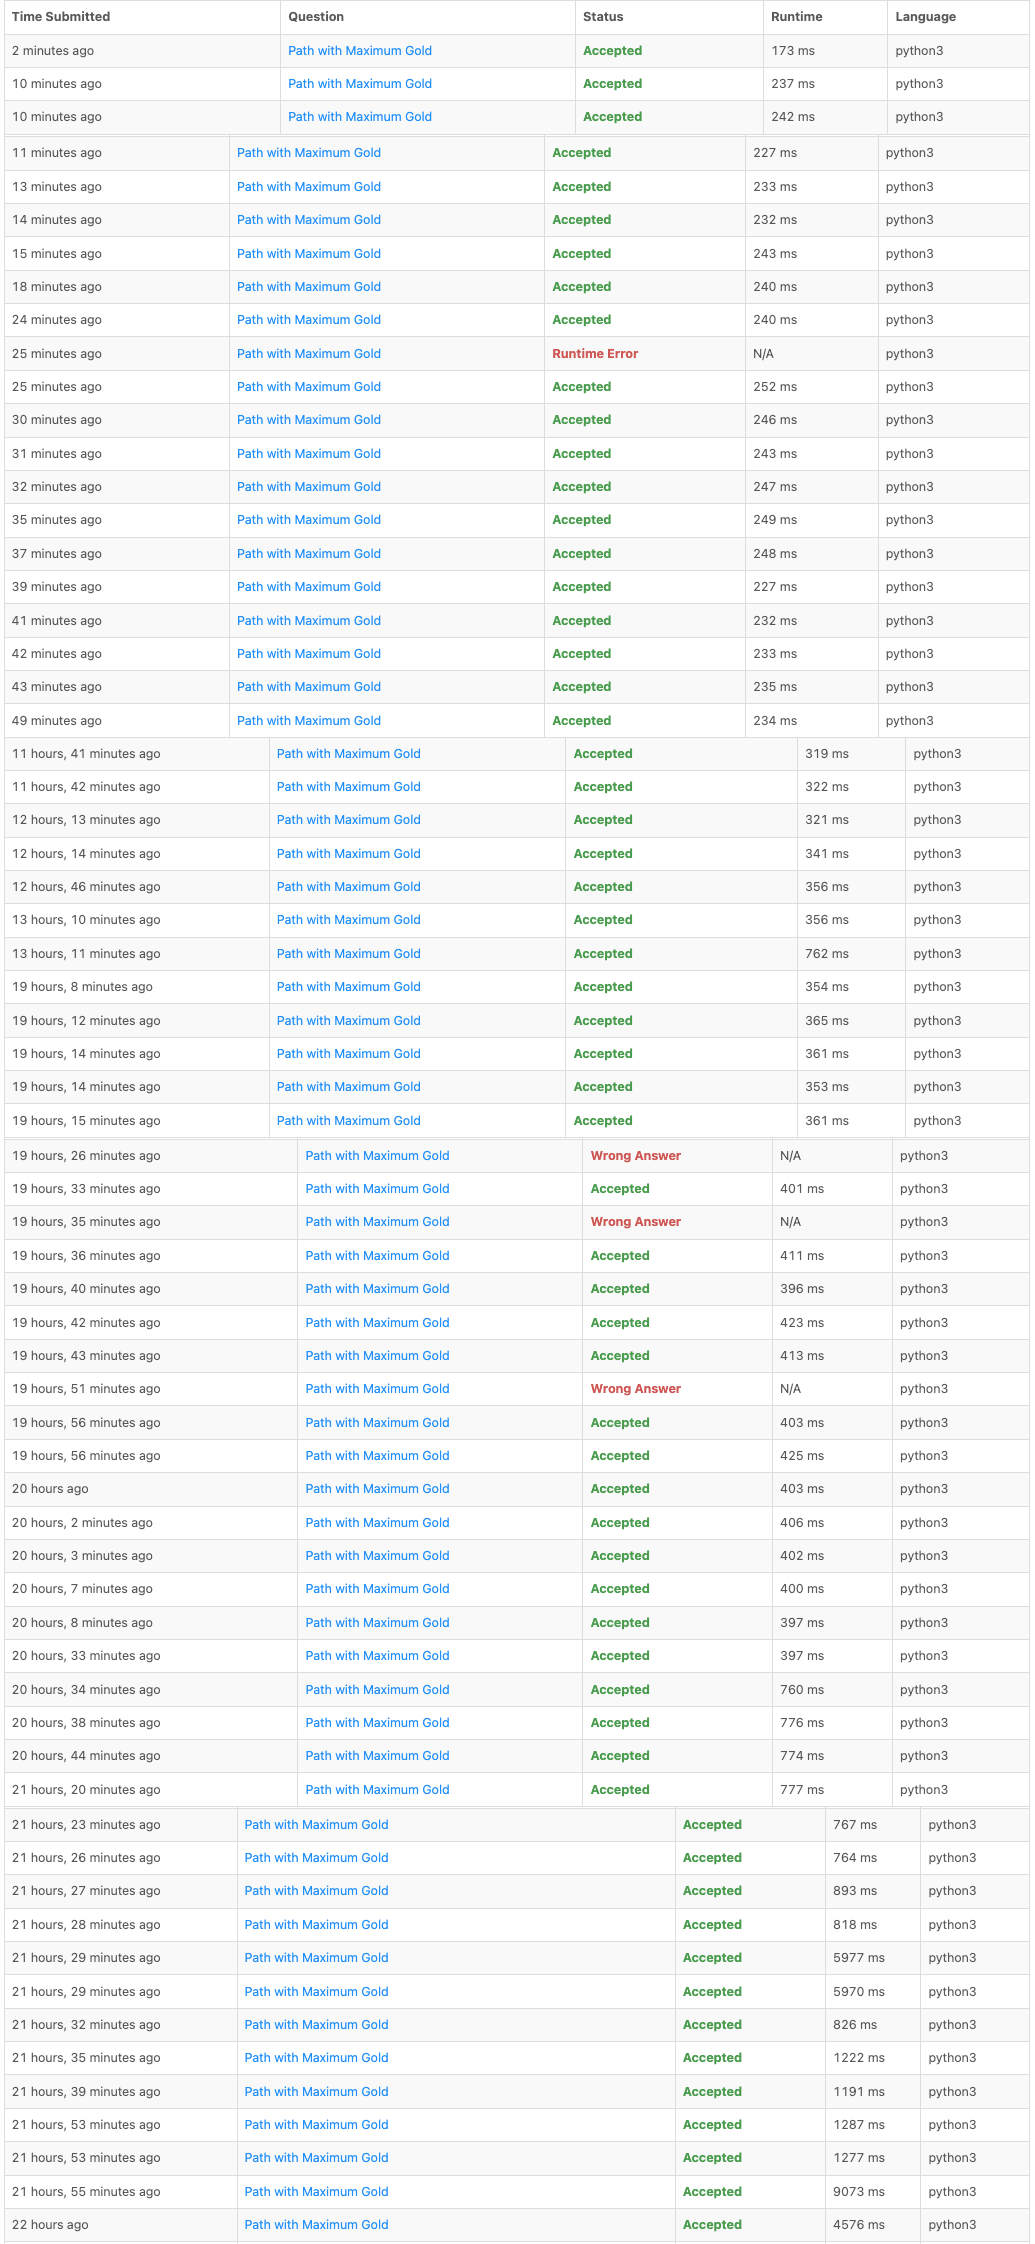 Time Submitted Question Status Runtime Language
2 minutes ago Path with Maximum Gold Accepted 173 ms python3
10 minutes ago Path with Maximum Gold Accepted 237 ms python3
10 minutes ago Path with Maximum Gold Accepted 242 ms python3
11 minutes ago Path with Maximum Gold Accepted 227 ms python3
13 minutes ago Path with Maximum Gold Accepted 233 ms python3
14 minutes ago Path with Maximum Gold Accepted 232 ms python3
15 minutes ago Path with Maximum Gold Accepted 243 ms python3
18 minutes ago Path with Maximum Gold Accepted 240 ms python3
24 minutes ago Path with Maximum Gold Accepted 240 ms python3
25 minutes ago Path with Maximum Gold Runtime Error N/A python3
25 minutes ago Path with Maximum Gold Accepted 252 ms python3
30 minutes ago Path with Maximum Gold Accepted 246 ms python3
31 minutes ago Path with Maximum Gold Accepted 243 ms python3
32 minutes ago Path with Maximum Gold Accepted 247 ms python3
35 minutes ago Path with Maximum Gold Accepted 249 ms python3
37 minutes ago Path with Maximum Gold Accepted 248 ms python3
39 minutes ago Path with Maximum Gold Accepted 227 ms python3
41 minutes ago Path with Maximum Gold Accepted 232 ms python3
42 minutes ago Path with Maximum Gold Accepted 233 ms python3
43 minutes ago Path with Maximum Gold Accepted 235 ms python3
49 minutes ago Path with Maximum Gold Accepted 234 ms python3
11 hours, 41 minutes ago Path with Maximum Gold Accepted 319 ms python3
11 hours, 42 minutes ago Path with Maximum Gold Accepted 322 ms python3
12 hours, 13 minutes ago Path with Maximum Gold Accepted 321 ms python3
12 hours, 14 minutes ago Path with Maximum Gold Accepted 341 ms python3
12 hours, 46 minutes ago Path with Maximum Gold Accepted 356 ms python3
13 hours, 10 minutes ago Path with Maximum Gold Accepted 356 ms python3
13 hours, 11 minutes ago Path with Maximum Gold Accepted 762 ms python3
19 hours, 8 minutes ago Path with Maximum Gold Accepted 354 ms python3
19 hours, 12 minutes ago Path with Maximum Gold Accepted 365 ms python3
19 hours, 14 minutes ago Path with Maximum Gold Accepted 361 ms python3
19 hours, 14 minutes ago Path with Maximum Gold Accepted 353 ms python3
19 hours, 15 minutes ago Path with Maximum Gold Accepted 361 ms python3
19 hours, 26 minutes ago Path with Maximum Gold Wrong Answer N/A python3
19 hours, 33 minutes ago Path with Maximum Gold Accepted 401 ms python3
19 hours, 35 minutes ago Path with Maximum Gold Wrong Answer N/A python3
19 hours, 36 minutes ago Path with Maximum Gold Accepted 411 ms python3
19 hours, 40 minutes ago Path with Maximum Gold Accepted 396 ms python3
19 hours, 42 minutes ago Path with Maximum Gold Accepted 423 ms python3
19 hours, 43 minutes ago Path with Maximum Gold Accepted 413 ms python3
19 hours, 51 minutes ago Path with Maximum Gold Wrong Answer N/A python3
19 hours, 56 minutes ago Path with Maximum Gold Accepted 403 ms python3
19 hours, 56 minutes ago Path with Maximum Gold Accepted 425 ms python3
20 hours ago Path with Maximum Gold Accepted 403 ms python3
20 hours, 2 minutes ago Path with Maximum Gold Accepted 406 ms python3
20 hours, 3 minutes ago Path with Maximum Gold Accepted 402 ms python3
20 hours, 7 minutes ago Path with Maximum Gold Accepted 400 ms python3
20 hours, 8 minutes ago Path with Maximum Gold Accepted 397 ms python3
20 hours, 33 minutes ago Path with Maximum Gold Accepted 397 ms python3
20 hours, 34 minutes ago Path with Maximum Gold Accepted 760 ms python3
20 hours, 38 minutes ago Path with Maximum Gold Accepted 776 ms python3
20 hours, 44 minutes ago Path with Maximum Gold Accepted 774 ms python3
21 hours, 20 minutes ago Path with Maximum Gold Accepted 777 ms python3
21 hours, 23 minutes ago Path with Maximum Gold Accepted 767 ms python3
21 hours, 26 minutes ago Path with Maximum Gold Accepted 764 ms python3
21 hours, 27 minutes ago Path with Maximum Gold Accepted 893 ms python3
21 hours, 28 minutes ago Path with Maximum Gold Accepted 818 ms python3
21 hours, 29 minutes ago Path with Maximum Gold Accepted 5977 ms python3
21 hours, 29 minutes ago Path with Maximum Gold Accepted 5970 ms python3
21 hours, 32 minutes ago Path with Maximum Gold Accepted 826 ms python3
21 hours, 35 minutes ago Path with Maximum Gold Accepted 1222 ms python3
21 hours, 39 minutes ago Path with Maximum Gold Accepted 1191 ms python3
21 hours, 53 minutes ago Path with Maximum Gold Accepted 1287 ms python3
21 hours, 53 minutes ago Path with Maximum Gold Accepted 1277 ms python3
21 hours, 55 minutes ago Path with Maximum Gold Accepted 9073 ms python3
22 hours ago Path with Maximum Gold Accepted 4576 ms python3